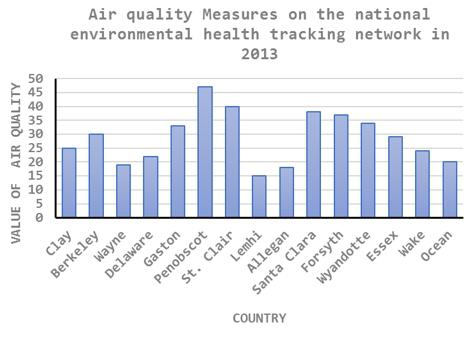 Air quality Measures on the national
environmental health tracking network in
2013
VALUE OF AIR QUALITY
50
45
40
35
30
25
20
15
10
5
0
Clay
Berkeley
Wayne
Delaware
Gaston
Penobscot
St. Clair
Lemhi
Allegan
Santa Clara
Forsyth
Wyandotte
Essex
Wake
Ocean
COUNTRY